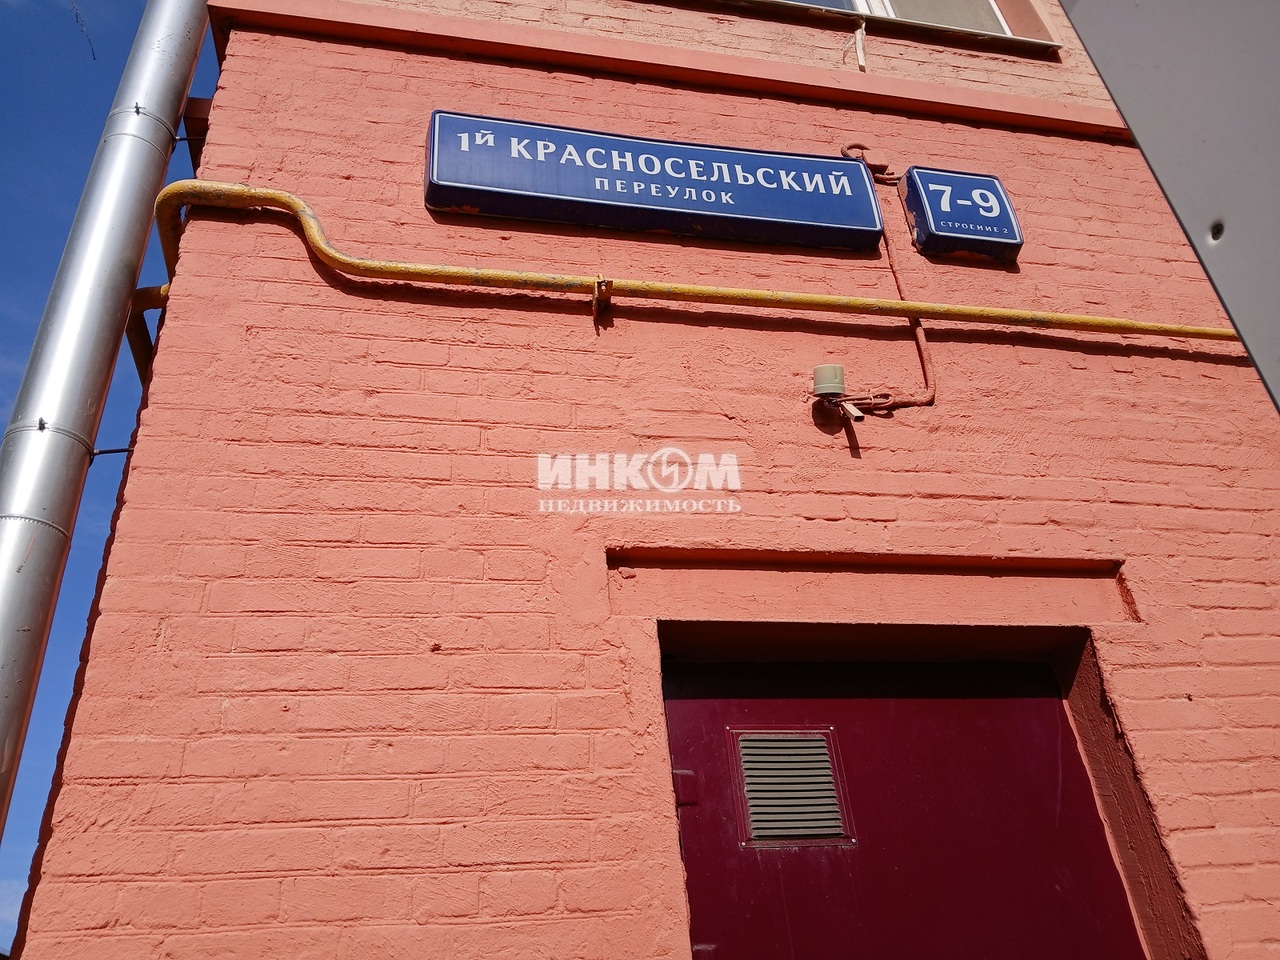 1й КРАСНОСЕЛЬСКИЙ
ПЕРЕУЛОК
7-9
СТРОЕНИЕ 2
ИНКОМ
НЕДВИЖИМОСТЬ